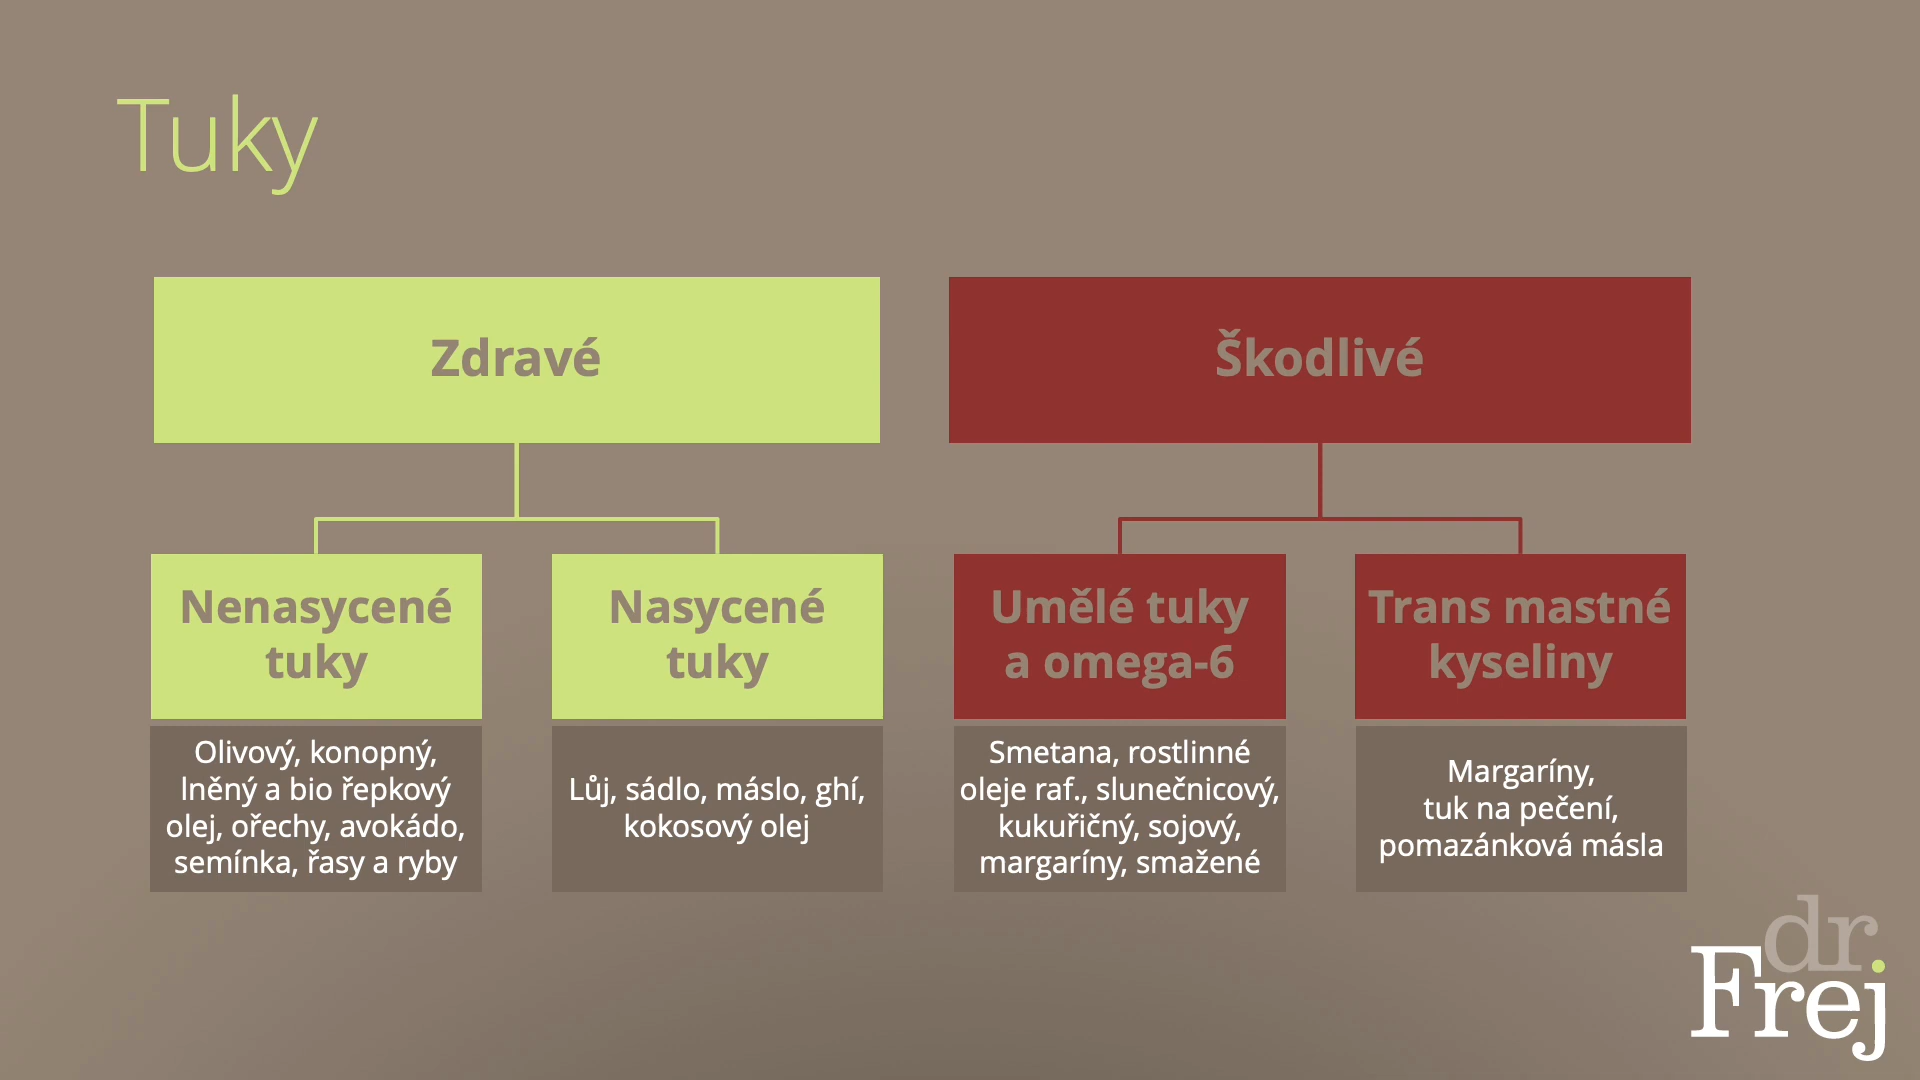 Tuky
Zdravé
Škodlivé
Nenasycené
tuky
Nasycené
tuky
Umělé tuky
a omega-6
Trans mastné
kyseliny
Olivový, konopný,
lněný a bio řepkový
olej, ořechy, avokádo,
semínka, řasy a ryby
Lůj, sádlo, máslo, ghí,
kokosový olej
Smetana, rostlinné
oleje raf., slunečnicový,
kukuřičný, sojový,
margaríny, smažené
Margaríny,
tuk na pečení,
pomazánková másla
dr.
Frej